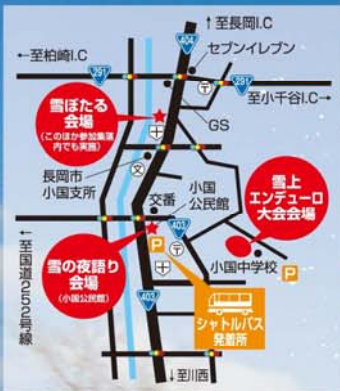 ↑至長岡I.C
404
セブンイレブン
←至柏崎I.C
291
〒
291
至小千谷I.C→
GS
雪ぼたる
会場
(このほか参加集落
内でも実施)
文
長岡市
小国支所
小国
公民館
交番
403
雪上
エンデューロ
大会会場
←至国道252号線
雪の夜語り
会場
(小国公民館)
P
〒
小国中学校
P
403
シャトルバス
発着所
↓至川西